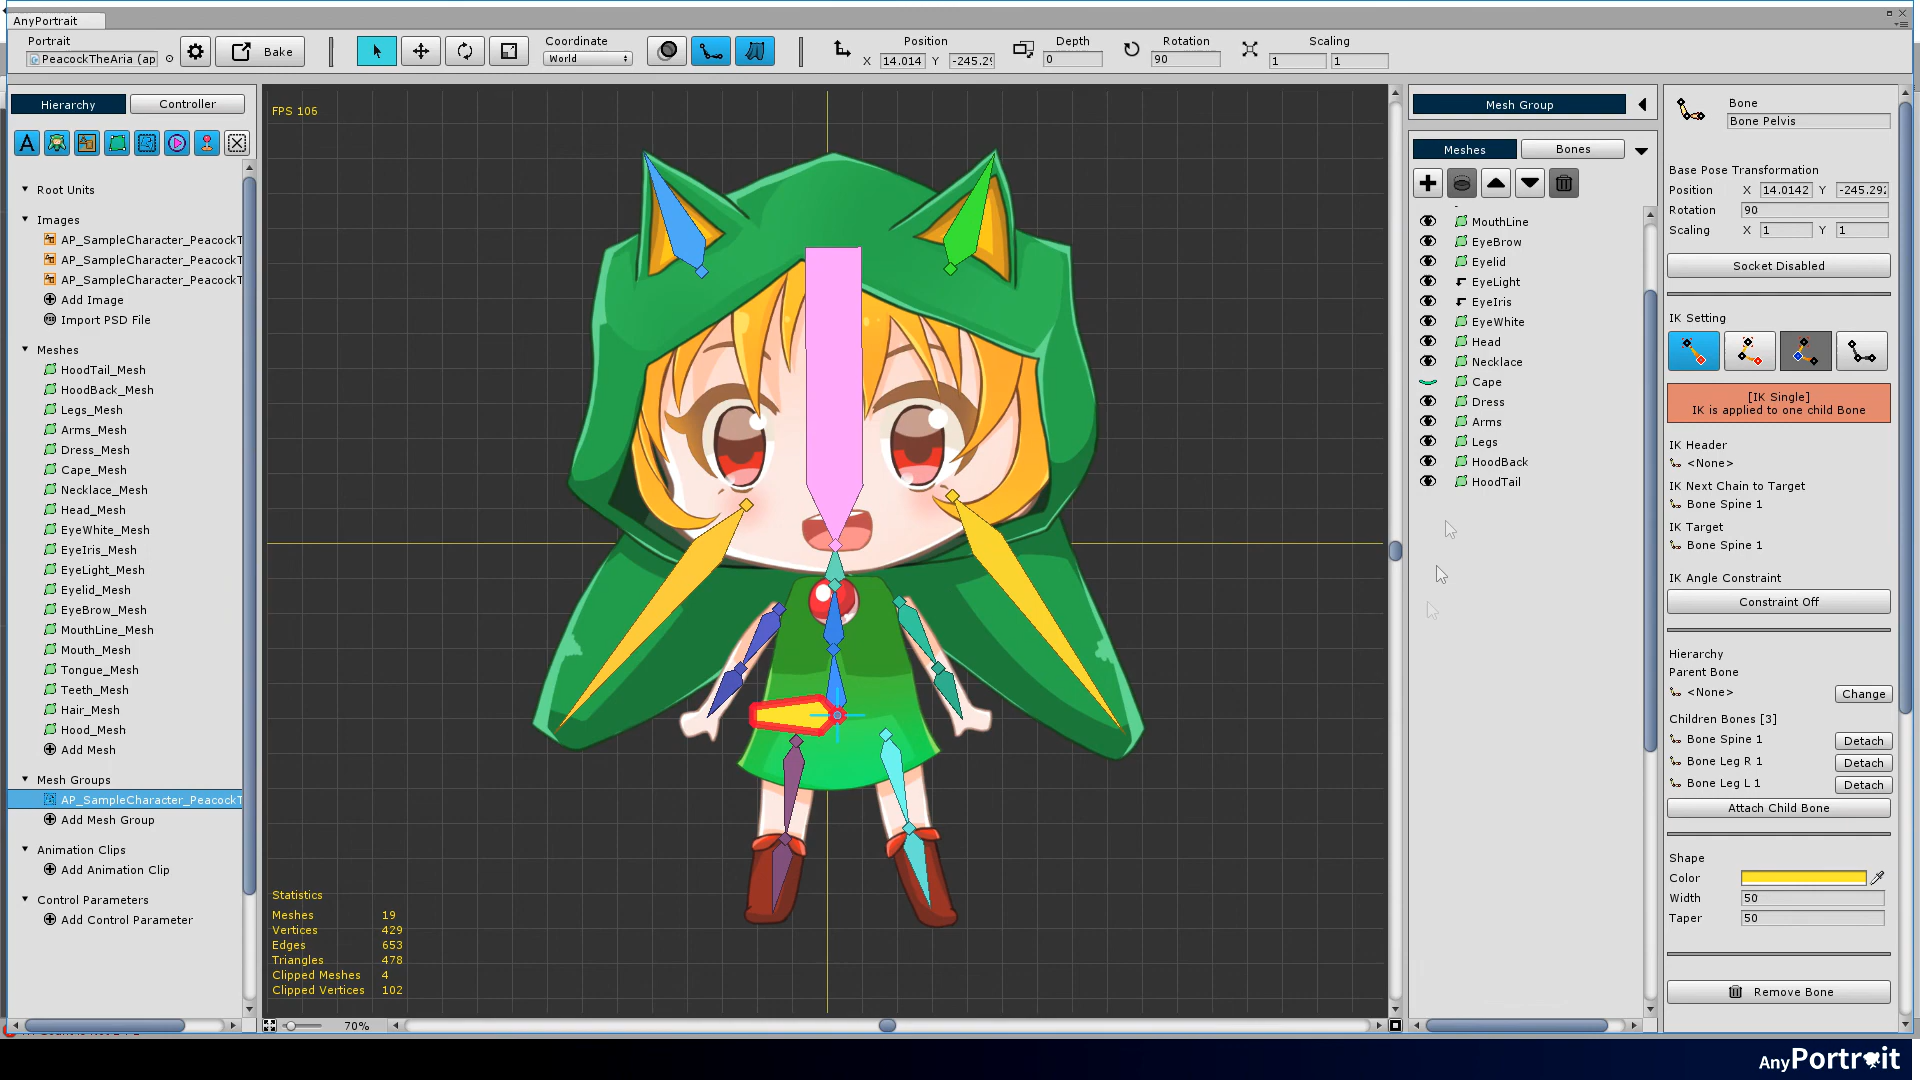 AnyPortrait
Portrait
PeacockTheAria (ap
Bake
Coordinate
World
Position
X 14.014 Y -245.29
Depth
0
Rotation
90
Scaling
1 1
Hierarchy
Controller
Root Units
Images
AP_SampleCharacter_PeacockT
AP_SampleCharacter_PeacockT
AP_SampleCharacter_PeacockT
Add Image
Import PSD File
Meshes
HoodTail_Mesh
HoodBack_Mesh
Legs_Mesh
Arms_Mesh
Dress_Mesh
Cape_Mesh
Necklace_Mesh
Head_Mesh
EyeWhite_Mesh
EyeIris_Mesh
EyeLight_Mesh
Eyelid_Mesh
EyeBrow_Mesh
MouthLine_Mesh
Mouth_Mesh
Tongue_Mesh
Teeth_Mesh
Hair_Mesh
Hood_Mesh
Add Mesh
Mesh Groups
AP_SampleCharacter_PeacockT
Add Mesh Group
Animation Clips
Add Animation Clip
Control Parameters
Add Control Parameter
FPS 106
Statistics
Meshes 19
Vertices 429
Edges 653
Triangles 478
Clipped Meshes 4
Clipped Vertices 102
70%
Mesh Group
Meshes
Bones
MouthLine
EyeBrow
Eyelid
EyeLight
EyeIris
EyeWhite
Head
Necklace
Cape
Dress
Arms
Legs
HoodBack
HoodTail
Bone
Bone Pelvis
Base Pose Transformation
Position X 14.0142 Y -245.292
Rotation 90
Scaling X 1 Y 1
Socket Disabled
IK Setting
[IK Single]
IK is applied to one child Bone
IK Header
<None>
IK Next Chain to Target
Bone Spine 1
IK Target
Bone Spine 1
IK Angle Constraint
Constraint Off
Hierarchy
Parent Bone
<None> Change
Children Bones [3]
Bone Spine 1 Detach
Bone Leg R 1 Detach
Bone Leg L 1 Detach
Attach Child Bone
Shape
Color
Width 50
Taper 50
Remove Bone
AnyPortrait